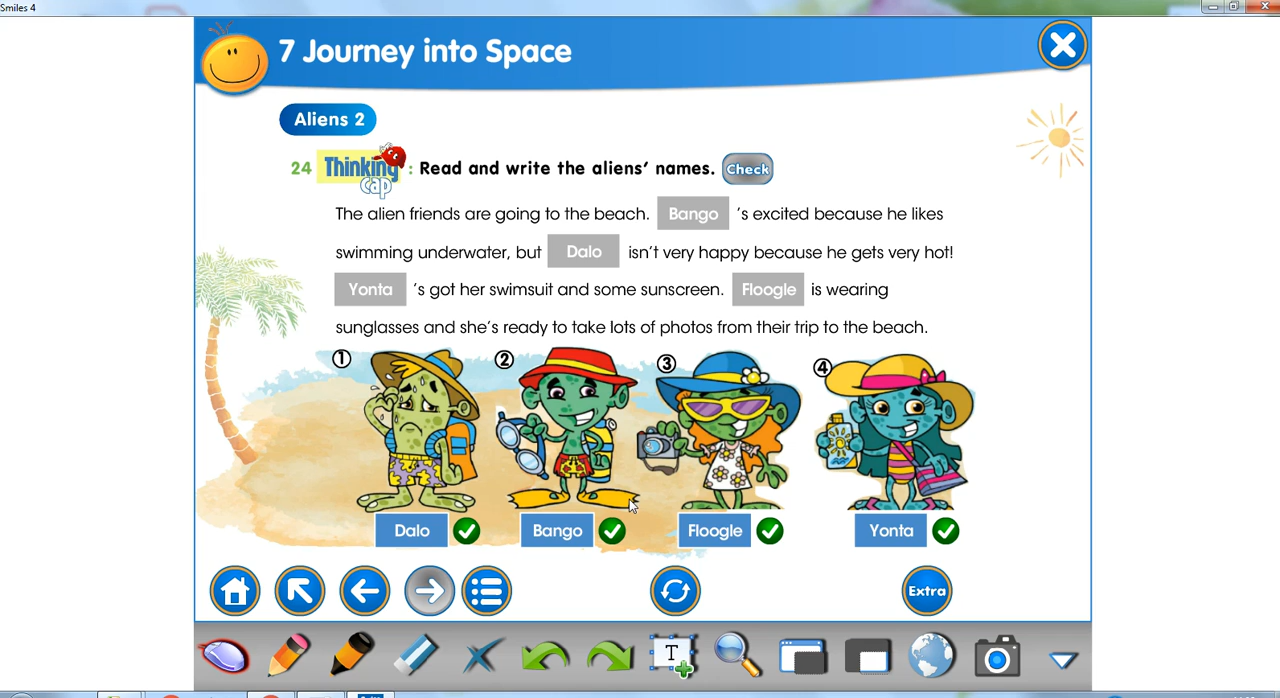 Smiles 4
7 Journey into Space
Aliens 2
24 Thinking cap : Read and write the aliens' names. Check
The alien friends are going to the beach. Bango 's excited because he likes
swimming underwater, but Dalo isn't very happy because he gets very hot!
Yonta 's got her swimsuit and some sunscreen. Floogle is wearing
sunglasses and she's ready to take lots of photos from their trip to the beach.
1 2 3 4
Dalo Bango Floogle Yonta
Extra
T